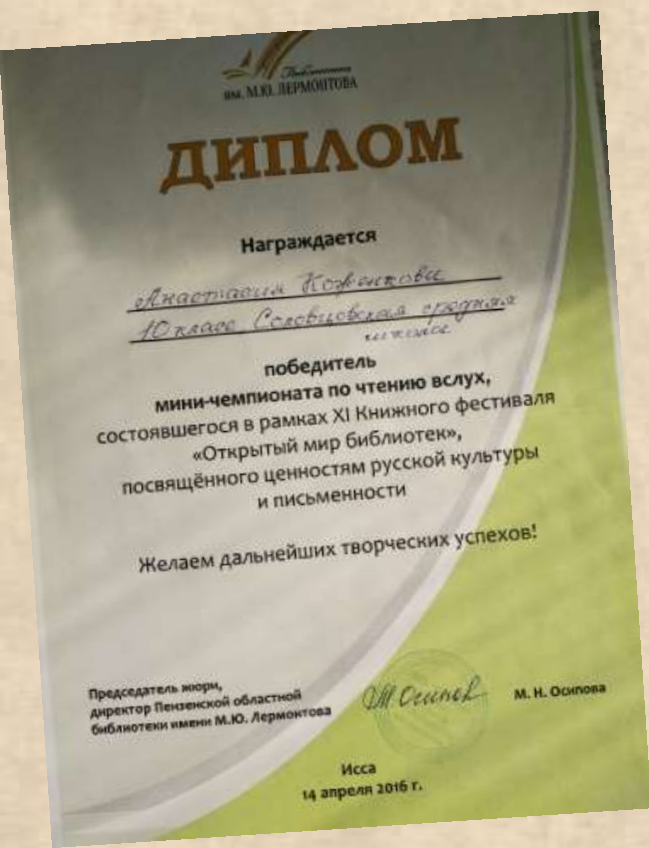 Библиотека
им. М.Ю. ЛЕРМОНТОВА
ДИПЛОМ
Награждается
Анастасия
10 класс Соловцовская средняя
победитель
мини-чемпионата по чтению вслух,
состоявшегося в рамках XI Книжного фестиваля
«Открытый мир библиотек»,
посвящённого ценностям русской культуры
и письменности
Желаем дальнейших творческих успехов!
Председатель жюри,
директор Пензенской областной
библиотеки имени М.Ю. Лермонтова
М. Н. Осипова
Исса
14 апреля 2016 г.